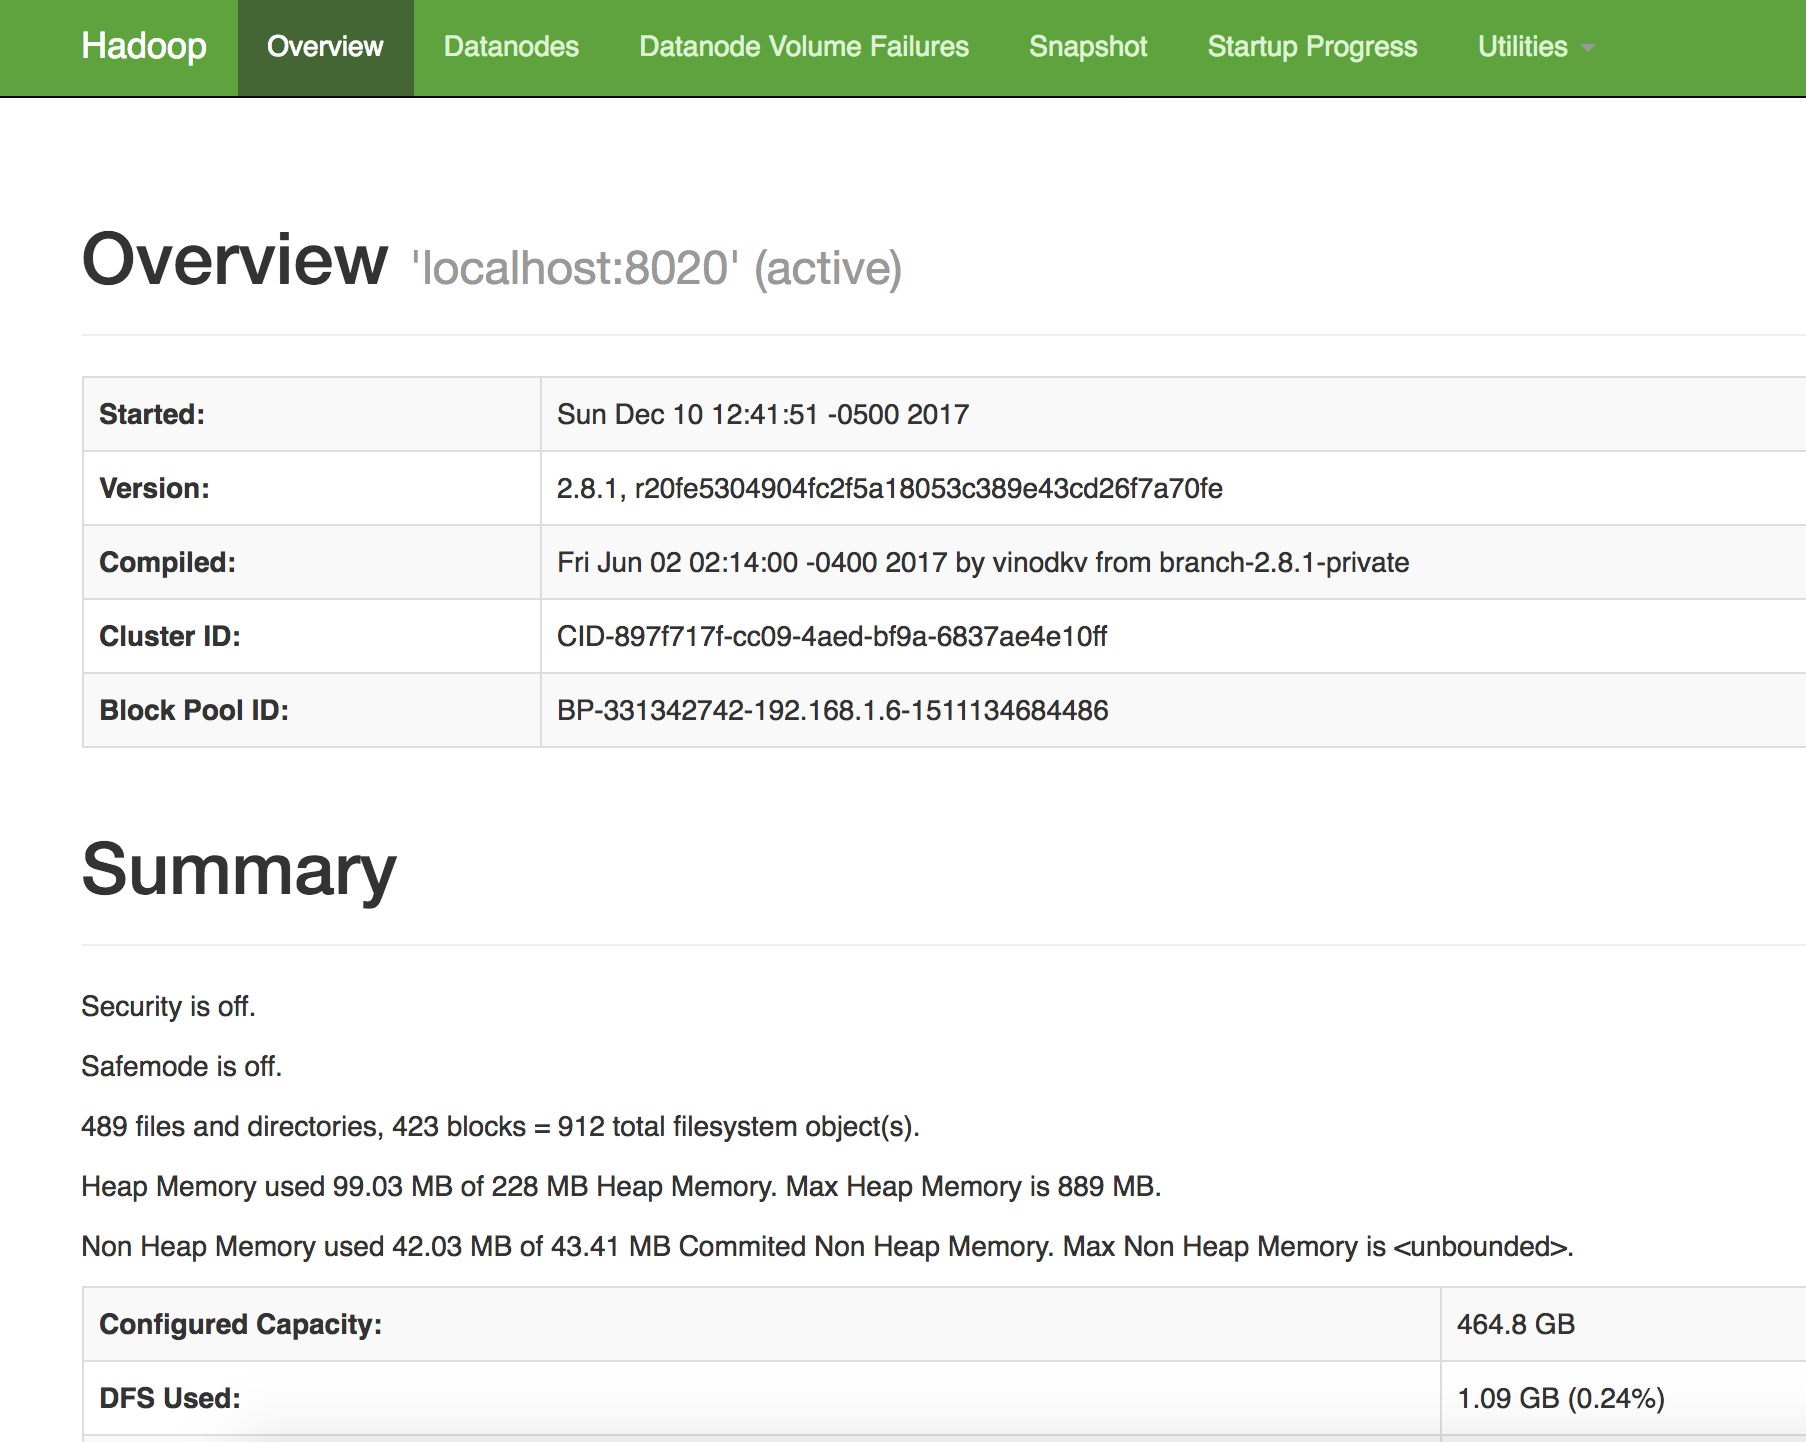 Hadoop Overview Datanodes Datanode Volume Failures Snapshot Startup Progress Utilities
Overview 'localhost:8020' (active)
Started: Sun Dec 10 12:41:51 -0500 2017
Version: 2.8.1, r20fe5304904fc2f5a18053c389e43cd26f7a70fe
Compiled: Fri Jun 02 02:14:00 -0400 2017 by vinodkv from branch-2.8.1-private
Cluster ID: CID-897f717f-cc09-4aed-bf9a-6837ae4e10ff
Block Pool ID: BP-331342742-192.168.1.6-1511134684486
Summary
Security is off.
Safemode is off.
489 files and directories, 423 blocks = 912 total filesystem object(s).
Heap Memory used 99.03 MB of 228 MB Heap Memory. Max Heap Memory is 889 MB.
Non Heap Memory used 42.03 MB of 43.41 MB Commited Non Heap Memory. Max Non Heap Memory is <unbounded>.
Configured Capacity: 464.8 GB
DFS Used: 1.09 GB (0.24%)